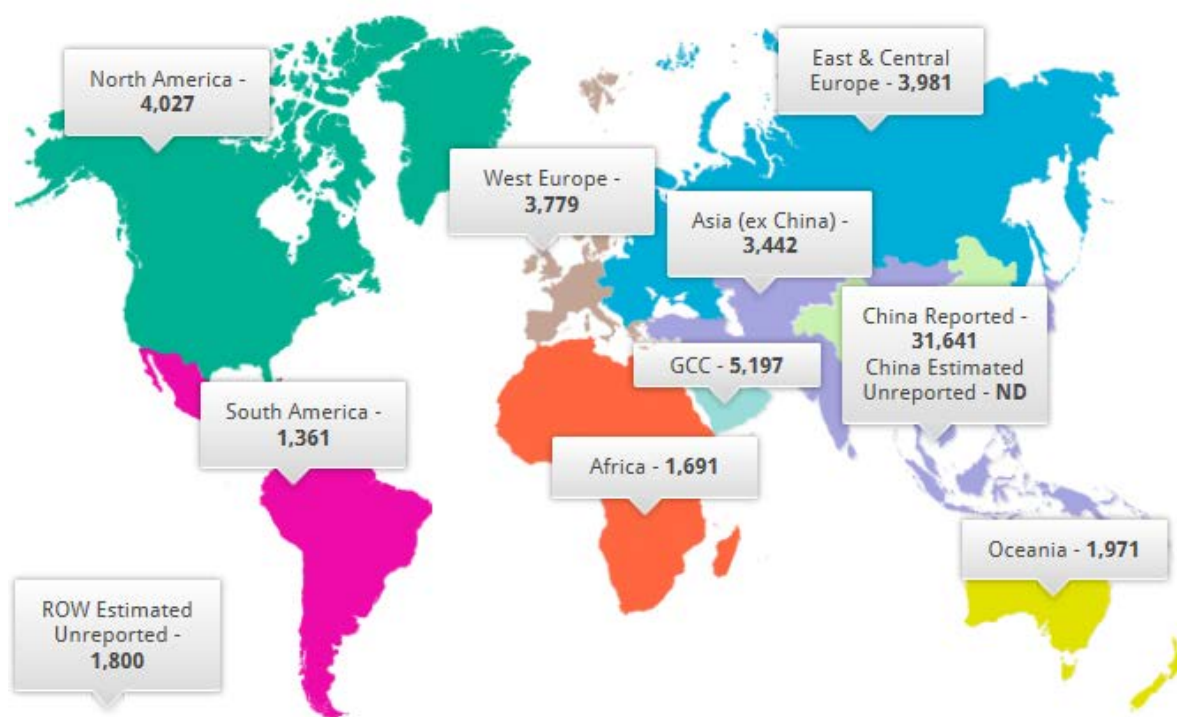 North America -
4,027
East & Central
Europe - 3,981
West Europe -
3,779
Asia (ex China) -
3,442
China Reported -
31,641
China Estimated
Unreported - ND
GCC - 5,197
South America -
1,361
Africa - 1,691
Oceania - 1,971
ROW Estimated
Unreported -
1,800